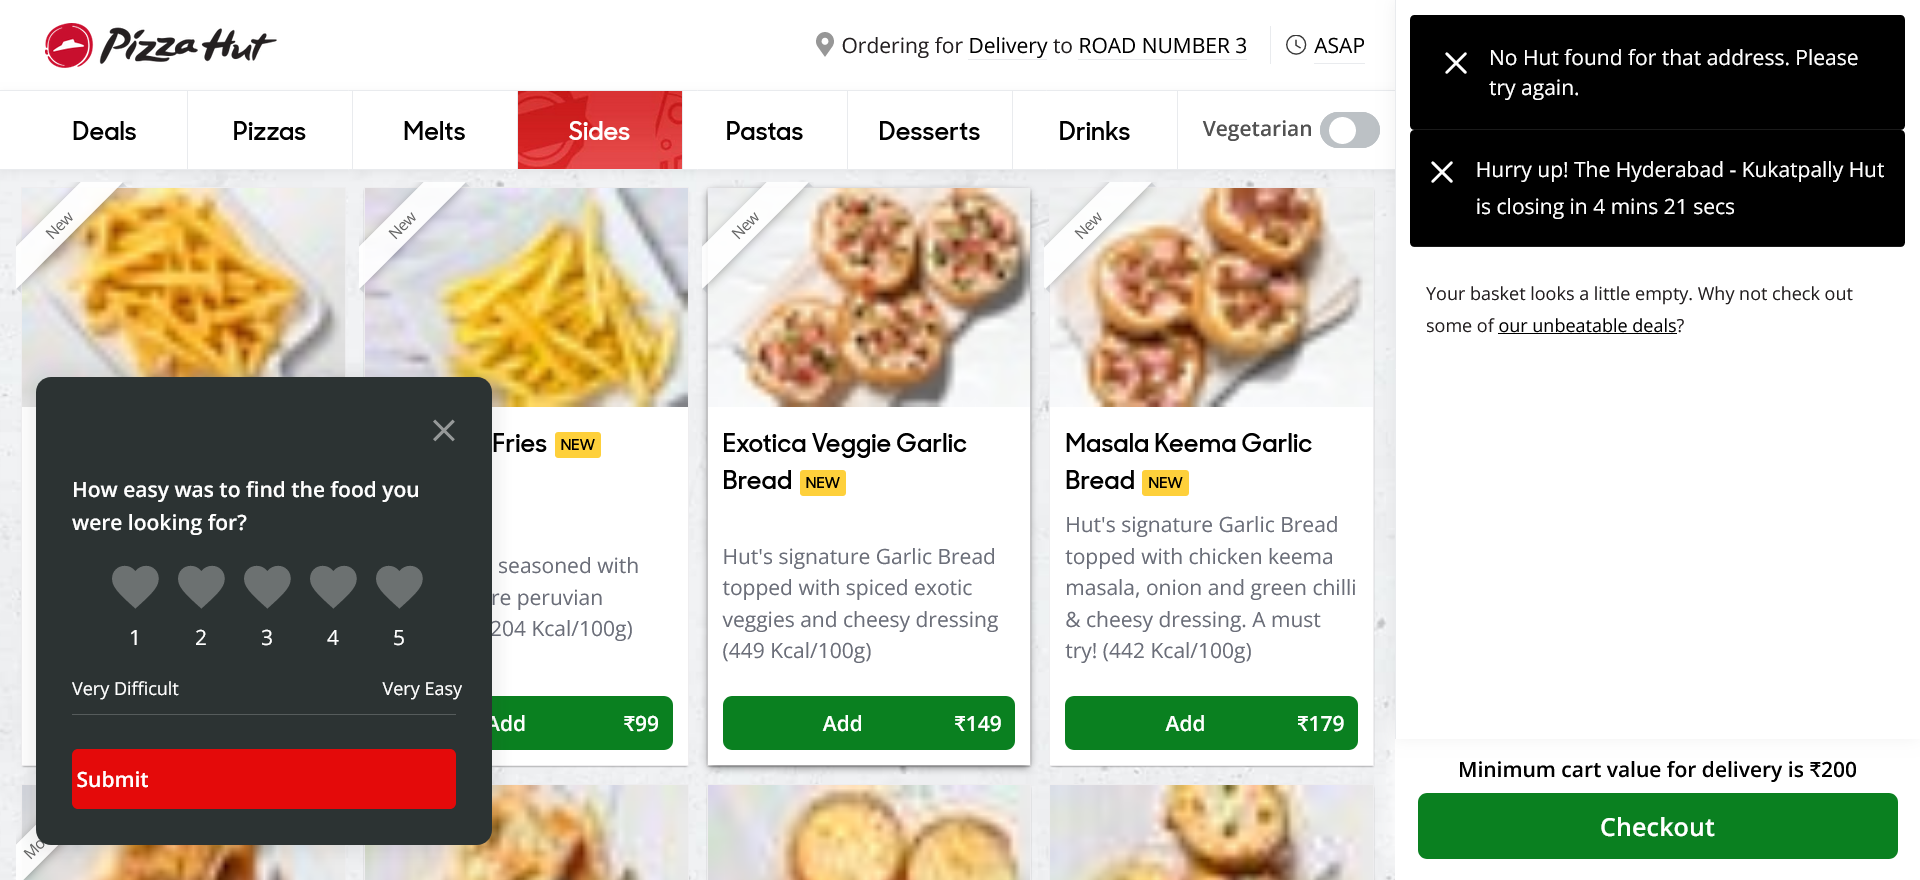 Pizza Hut
Ordering for Delivery to ROAD NUMBER 3
ASAP
Deals
Pizzas
Melts
Sides
Pastas
Desserts
Drinks
Vegetarian
No Hut found for that address. Please
try again.
Hurry up! The Hyderabad - Kukatpally Hut
is closing in 4 mins 21 secs
Your basket looks a little empty. Why not check out
some of our unbeatable deals?
New
New
New
New
Fries NEW
seasoned with
re peruvian
204 Kcal/100g)
Add ₹99
Exotica Veggie Garlic
Bread NEW
Hut's signature Garlic Bread
topped with spiced exotic
veggies and cheesy dressing
(449 Kcal/100g)
Add ₹149
Masala Keema Garlic
Bread NEW
Hut's signature Garlic Bread
topped with chicken keema
masala, onion and green chilli
& cheesy dressing. A must
try! (442 Kcal/100g)
Add ₹179
How easy was to find the food you
were looking for?
1 2 3 4 5
Very Difficult Very Easy
Submit
Minimum cart value for delivery is ₹200
Checkout